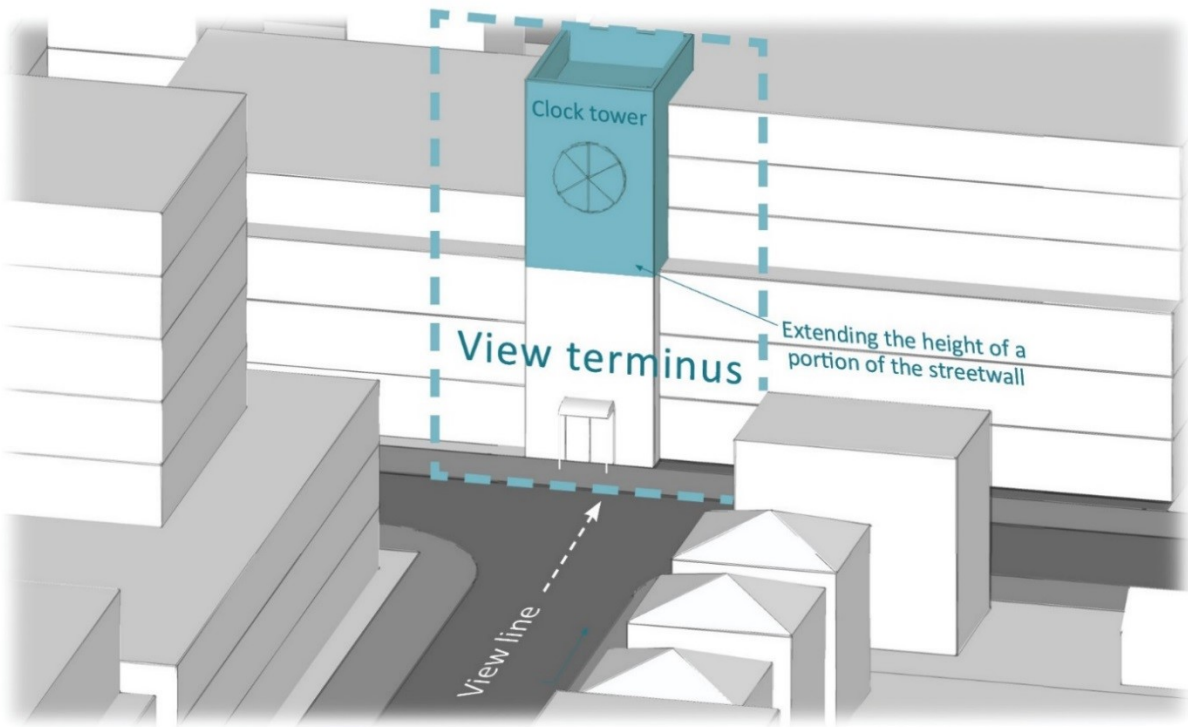 Clock tower
View terminus
Extending the height of a
portion of the streetwall
View line